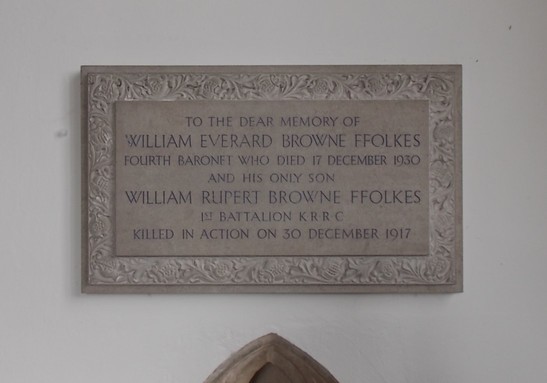 TO THE DEAR MEMORY OF
WILLIAM EVERARD BROWNE FFOLKES
FOURTH BARONET WHO DIED 17 DECEMBER 1930
AND HIS ONLY SON
WILLIAM RUPERT BROWNE FFOLKES
1ST BATTALION K R R C
KILLED IN ACTION ON 30 DECEMBER 1917